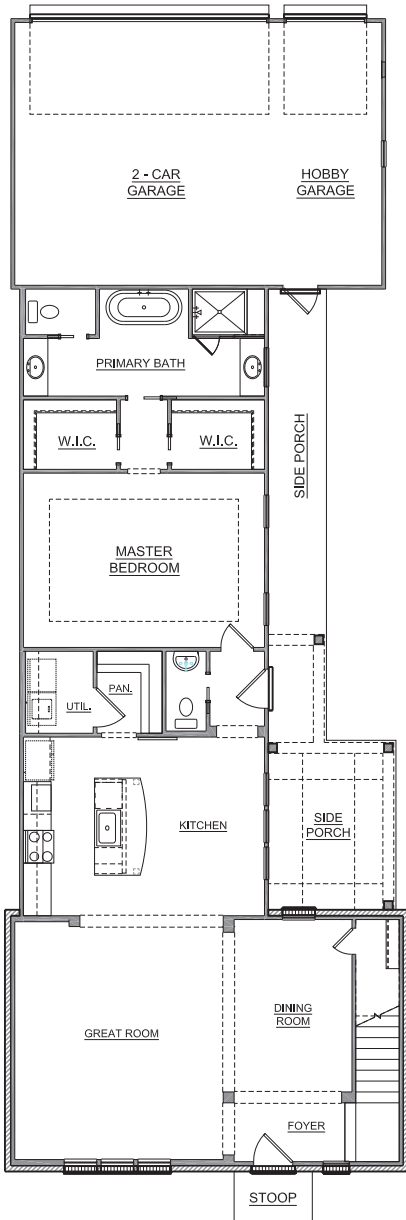 2 - CAR
GARAGE
HOBBY
GARAGE
PRIMARY BATH
W.I.C.
W.I.C.
SIDE PORCH
MASTER
BEDROOM
UTIL.
PAN.
KITCHEN
SIDE
PORCH
GREAT ROOM
DINING
ROOM
FOYER
STOOP